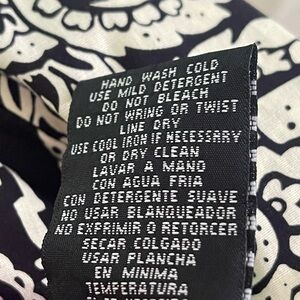 HAND WASH COLD
USE MILD DETERGENT
DO NOT BLEACH
DO NOT WRING OR TWIST
LINE DRY
USE COOL IRON IF NECESSARY
OR DRY CLEAN
LAVAR A MANO
CON AGUA FRIA
CON DETERGENTE SUAVE
NO USAR BLANQUEADOR
NO EXPRIMIR O RETORCER
SECAR COLGADO
USAR PLANCHA
EN MINIMA
TEMPERATURA